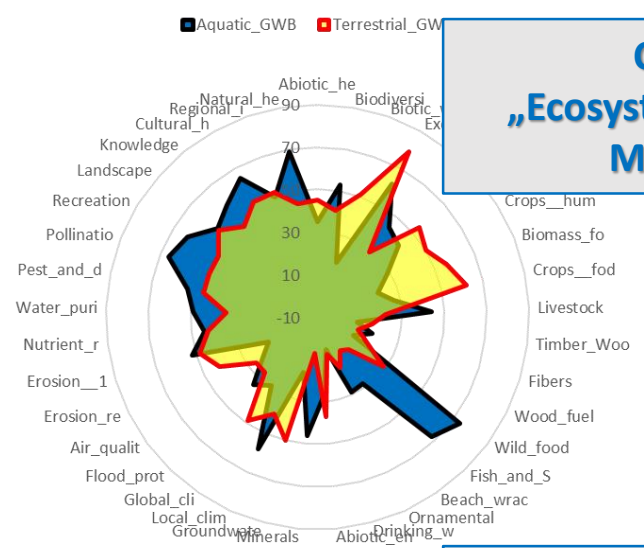 Aquatic_GWB
Terrestrial_GW
„Ecosyst
M
Abiotic_he
Biodiversi
Biotic_
Crops__hum
Biomass_fo
Crops__fod
Livestock
Timber_Woo
Fibers
Wood_fuel
Wild_food
Fish_and_S
Beach_wrac
Ornamental
Drinking_w
Abiotic_en
Minerals
Groundwate
Local_clim
Global_cli
Flood_prot
Air_qualit
Erosion_re
Erosion__1
Nutrient_r
Water_puri
Pest_and_d
Pollinatio
Recreation
Landscape
Knowledge
Cultural_h
Regional_i
Natural_he
90
70
30
10
-10